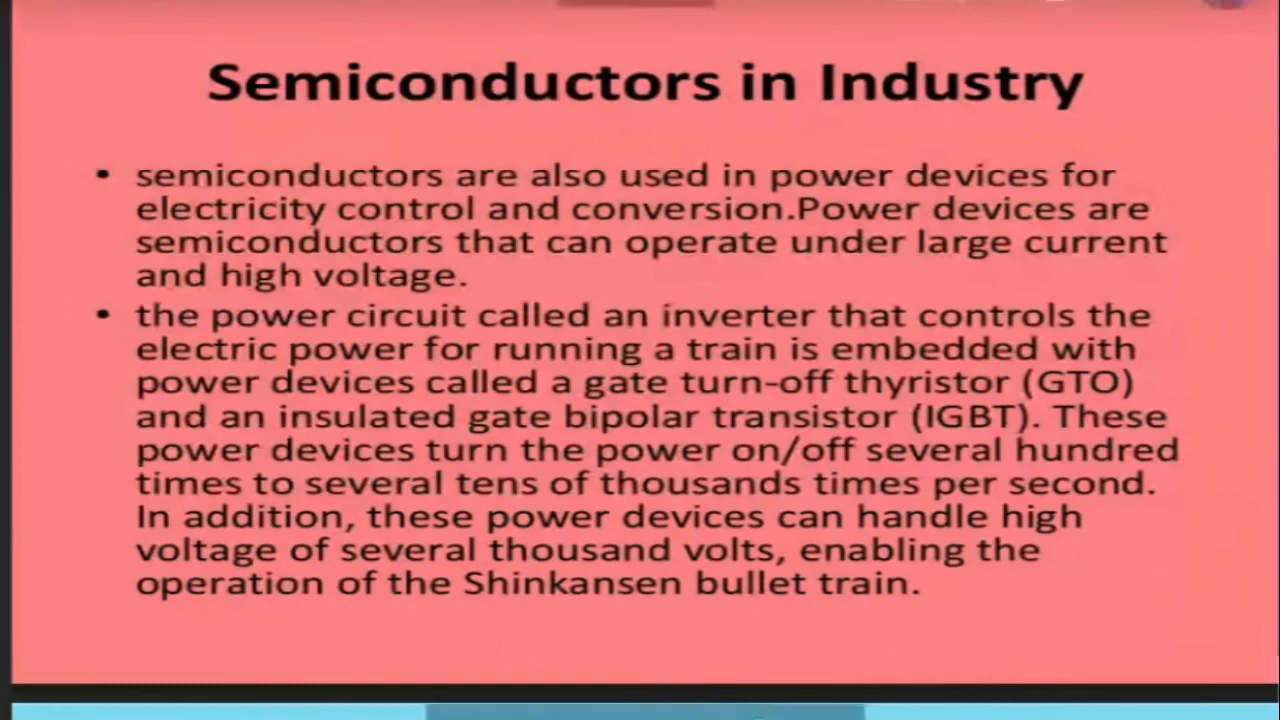 Semiconductors in Industry
• semiconductors are also used in power devices for
electricity control and conversion.Power devices are
semiconductors that can operate under large current
and high voltage.
• the power circuit called an inverter that controls the
electric power for running a train is embedded with
power devices called a gate turn-off thyristor (GTO)
and an insulated gate bipolar transistor (IGBT). These
power devices turn the power on/off several hundred
times to several tens of thousands times per second.
In addition, these power devices can handle high
voltage of several thousand volts, enabling the
operation of the Shinkansen bullet train.